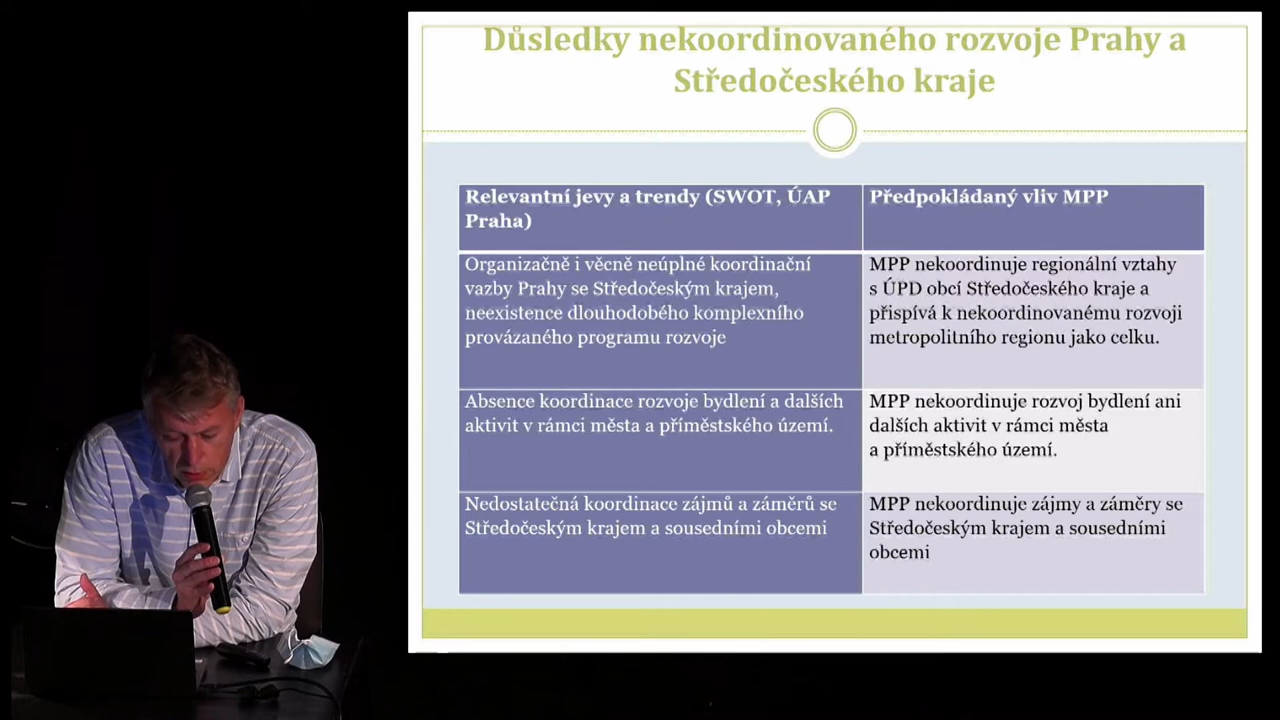 Důsledky nekoordinovaného rozvoje Prahy a
Středočeského kraje
Relevantní jevy a trendy (SWOT, ÚAP
Praha)
Předpokládaný vliv MPP
Organizačně i věcně neúplné koordinační
vazby Prahy se Středočeským krajem,
neexistence dlouhodobého komplexního
provázaného programu rozvoje
MPP nekoordinuje regionální vztahy
s ÚPD obcí Středočeského kraje a
přispívá k nekoordinovanému rozvoji
metropolitního regionu jako celku.
Absence koordinace rozvoje bydlení a dalších
aktivit v rámci města a příměstského území.
MPP nekoordinuje rozvoj bydlení ani
dalších aktivit v rámci města
a příměstského území.
Nedostatečná koordinace zájmů a záměrů se
Středočeským krajem a sousedními obcemi
MPP nekoordinuje zájmy a záměry se
Středočeským krajem a sousedními
obcemi